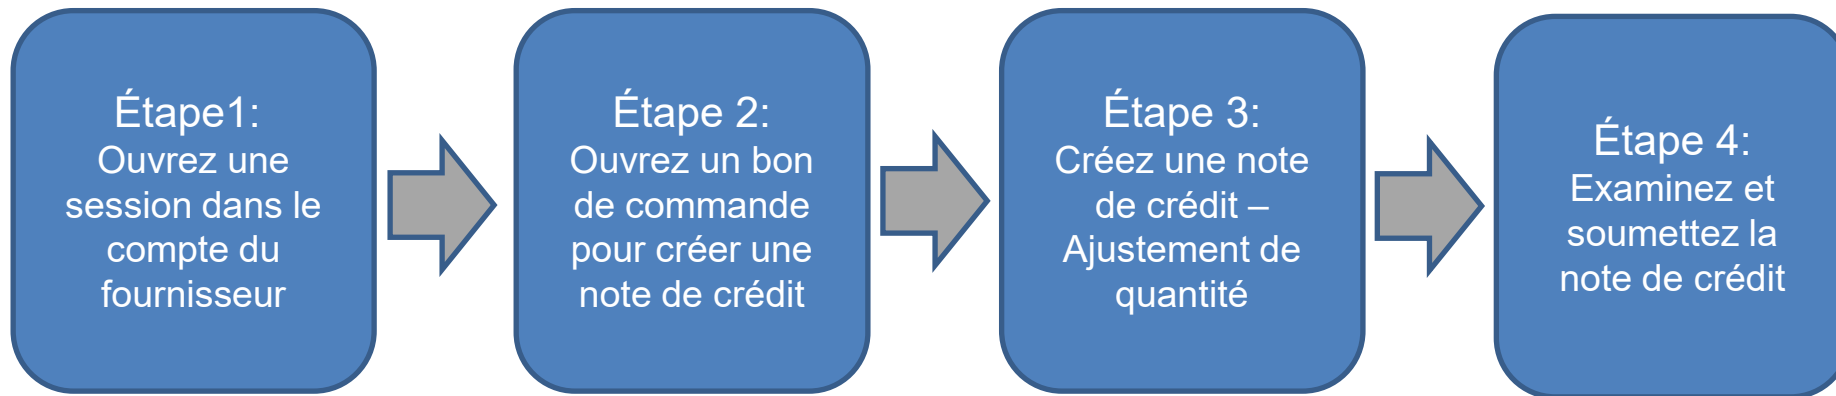 Étape1:
Ouvrez une
session dans le
compte du
fournisseur
Étape 2:
Ouvrez un bon
de commande
pour créer une
note de crédit
Étape 3:
Créez une note
de crédit –
Ajustement de
quantité
Étape 4:
Examinez et
soumettez la
note de crédit